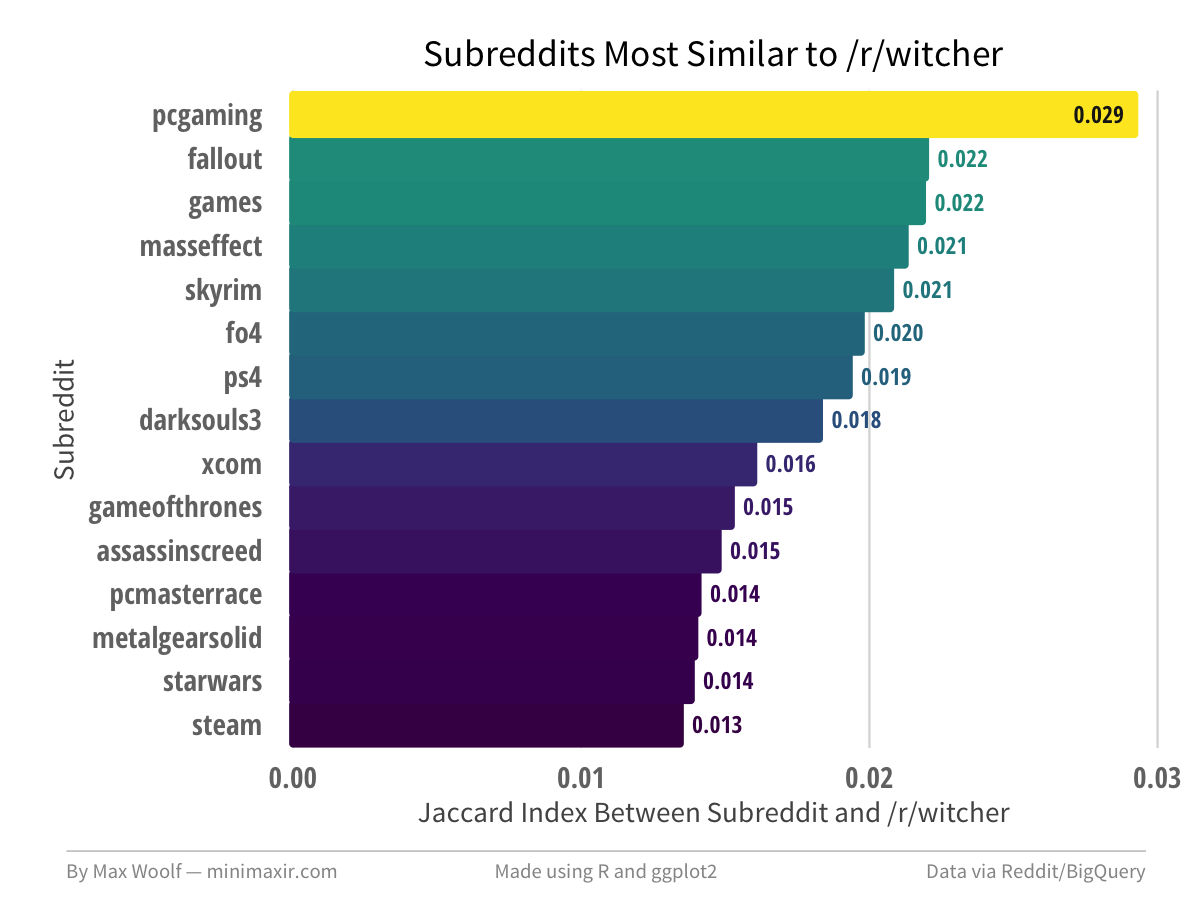 Subreddits Most Similar to /r/witcher
pcgaming 0.029
fallout 0.022
games 0.022
masseffect 0.021
skyrim 0.021
fo4 0.020
ps4 0.019
darksouls3 0.018
xcom 0.016
gameofthrones 0.015
assassinscreed 0.015
pcmasterrace 0.014
metalgearsolid 0.014
starwars 0.014
steam 0.013
Subreddit
0.00 0.01 0.02 0.03
Jaccard Index Between Subreddit and /r/witcher
By Max Woolf — minimaxir.com Made using R and ggplot2 Data via Reddit/BigQuery